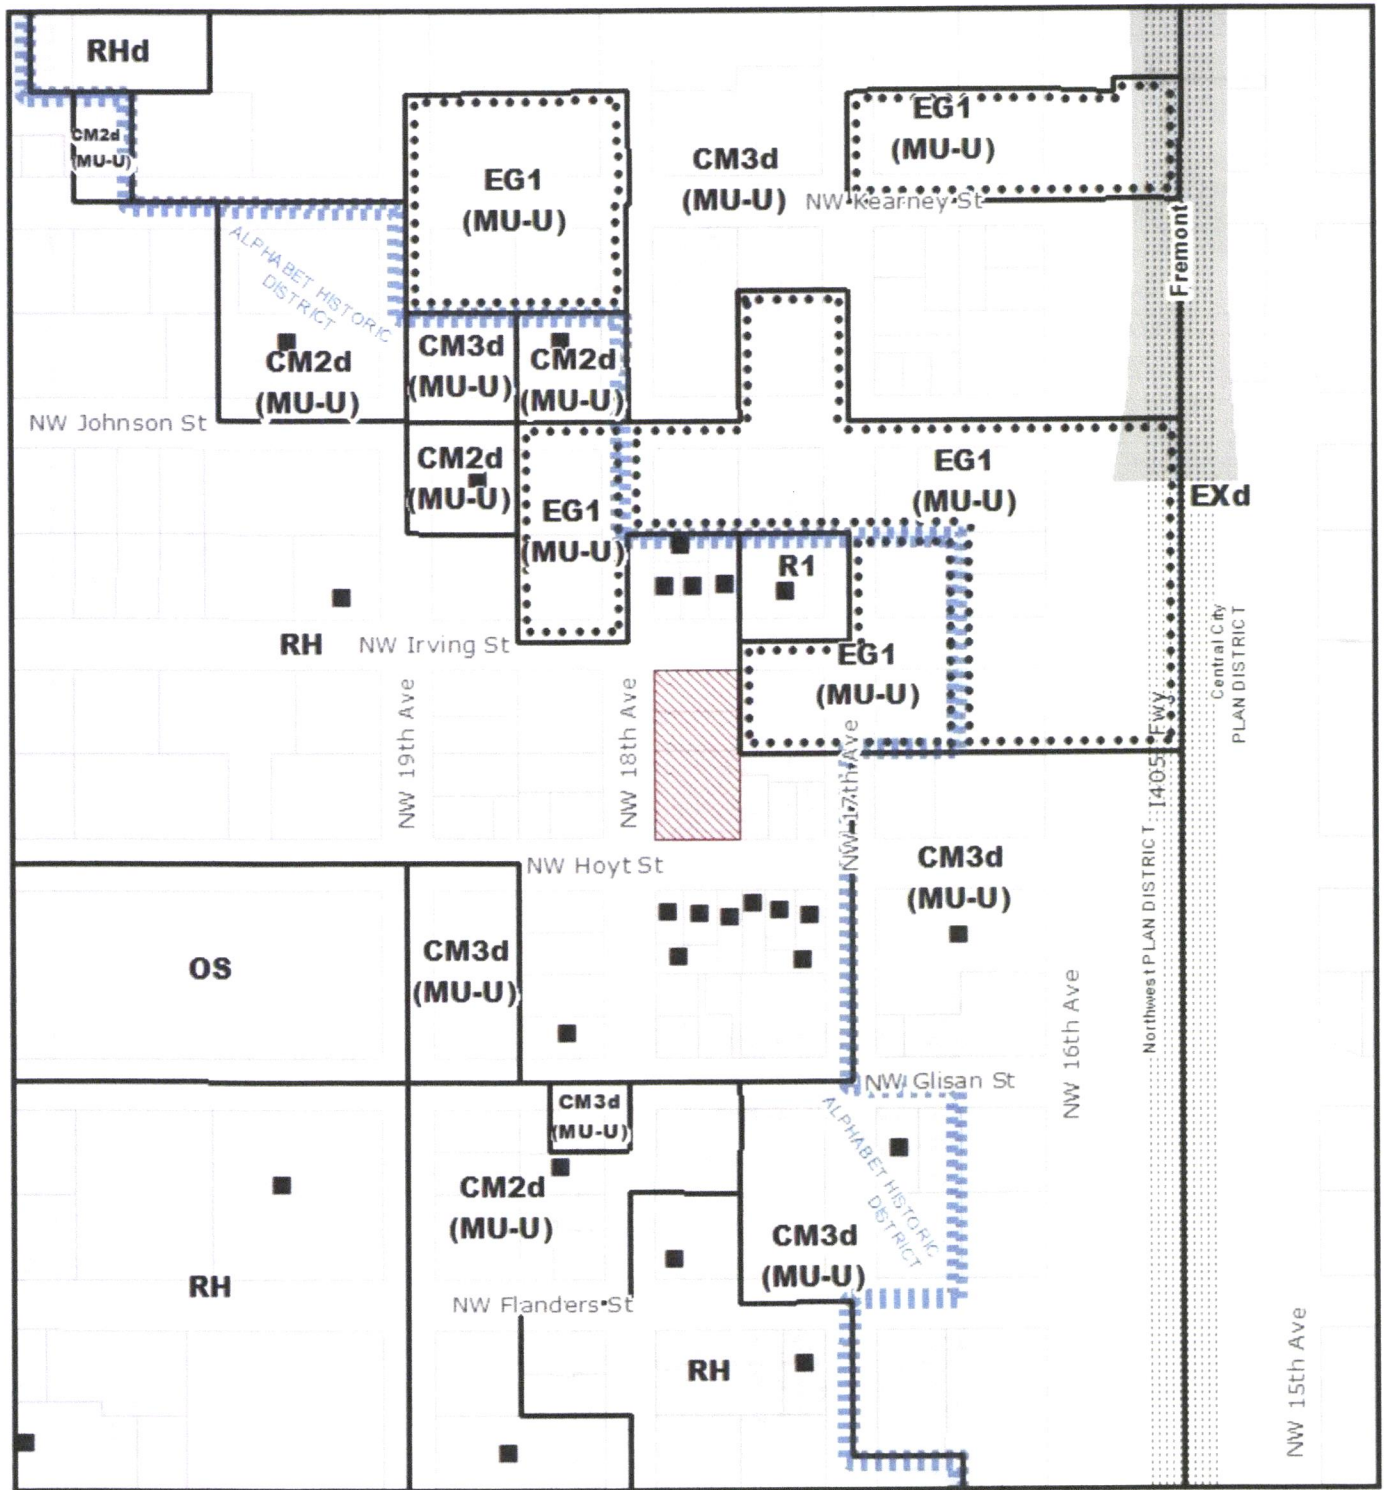 RHd
CM2d
(MU-U)
EG1
(MU-U)
CM3d
(MU-U)
EG1
(MU-U)
NW Kearney St
Fremont
ALPHABET HISTORIC
DISTRICT
CM2d
(MU-U)
CM3d
(MU-U)
CM2d
(MU-U)
NW Johnson St
CM2d
(MU-U)
EG1
(MU-U)
EG1
(MU-U)
EXd
R1
RH
NW Irving St
EG1
(MU-U)
Central City
PLAN DISTRICT
NW 19th Ave
NW 18th Ave
NW 17th Ave
I405 Fwy
NW Hoyt St
CM3d
(MU-U)
OS
CM3d
(MU-U)
Northwest PLAN DISTRICT
NW 16th Ave
NW Glisan St
CM3d
(MU-U)
ALPHABET HISTORIC
DISTRICT
CM2d
(MU-U)
CM3d
(MU-U)
RH
NW Flanders St
RH
NW 15th Ave